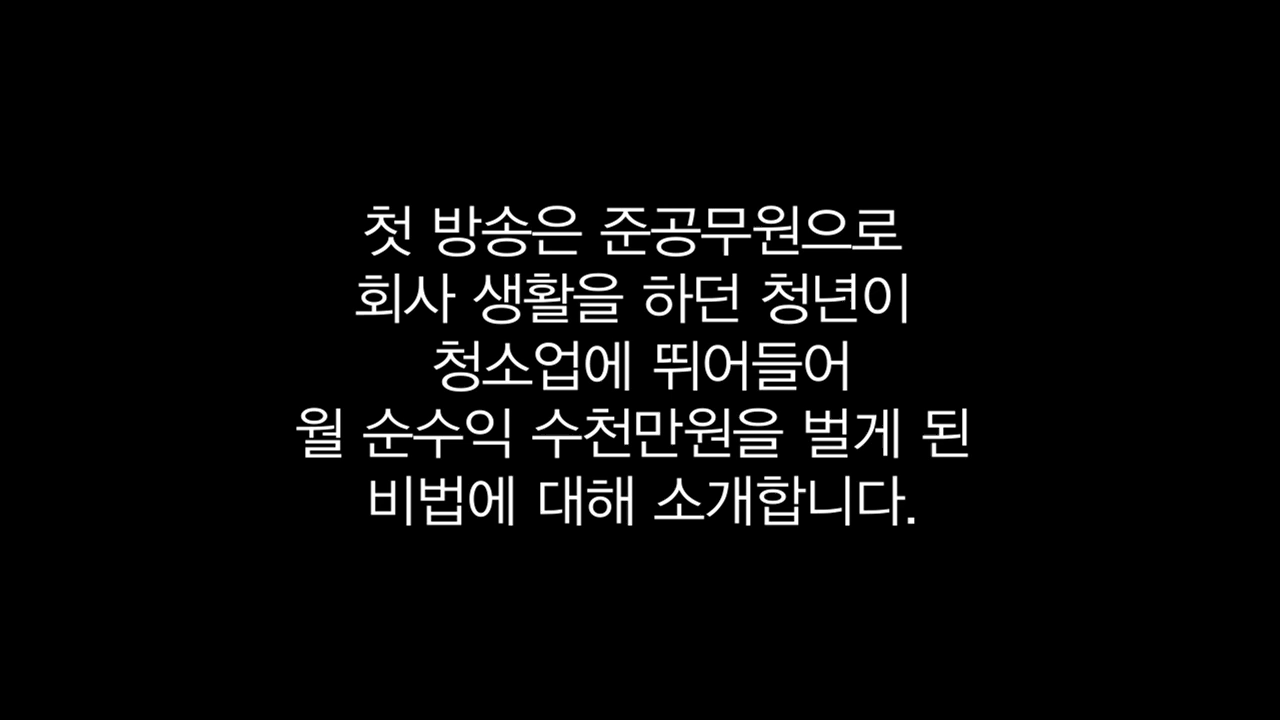 첫 방송은 준공무원으로
회사 생활을 하던 청년이
청소업에 뛰어들어
월 순수익 수천만원을 벌게 된
비법에 대해 소개합니다.